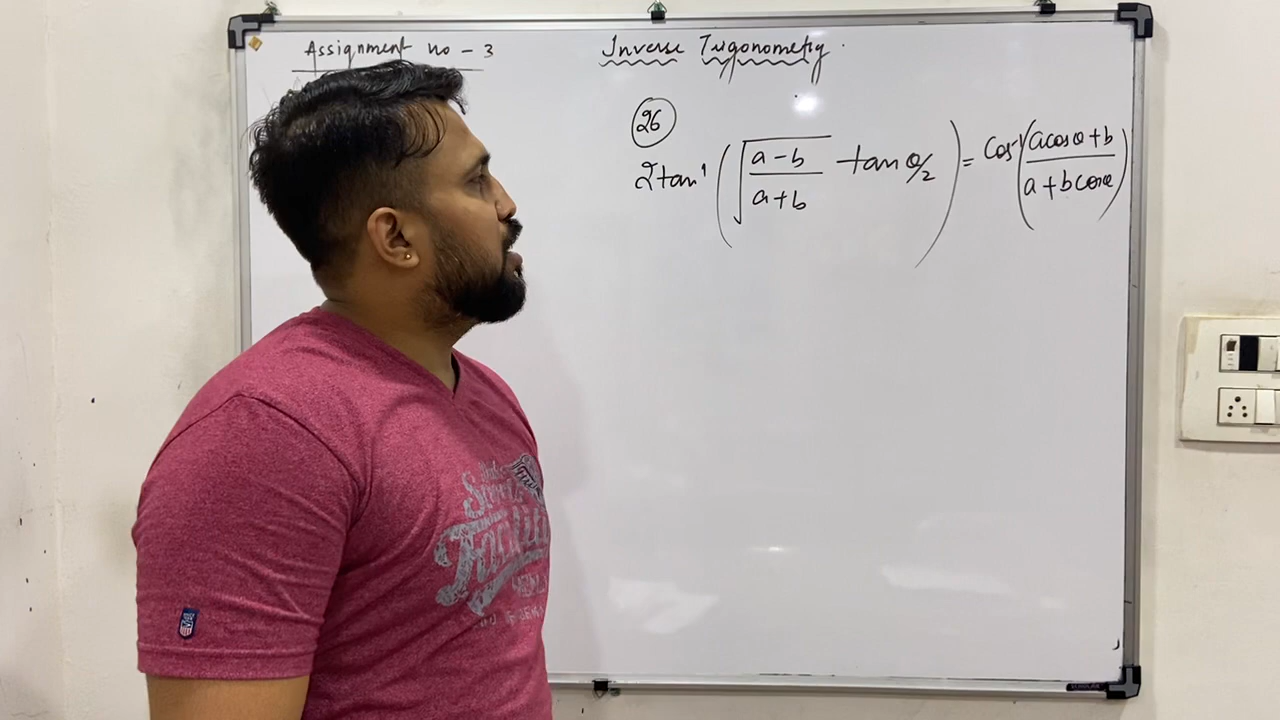 Assignment no - 3
Inverse Trigonometry.
26
2tan⁻¹(√((a-b)/(a+b)) tan θ/2) = cos⁻¹((a cos θ + b)/(a + b cos θ))